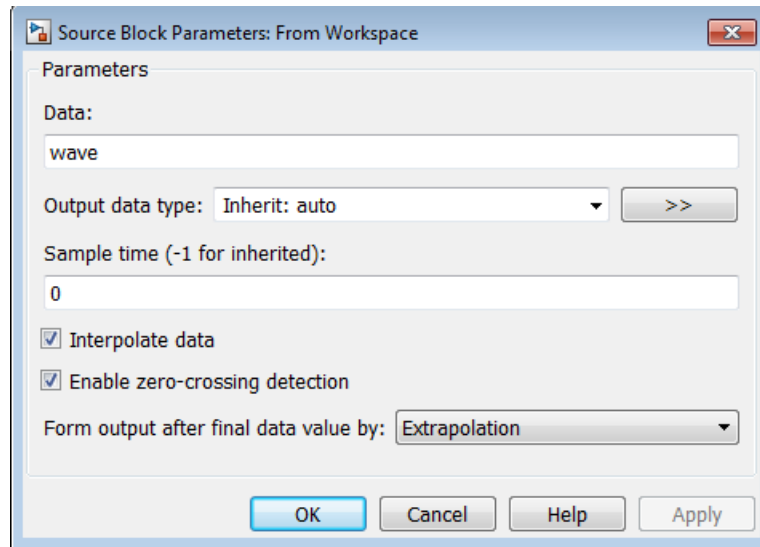 Source Block Parameters: From Workspace
Parameters
Data:
wave
Output data type: Inherit: auto >>
Sample time (-1 for inherited):
0
Interpolate data
Enable zero-crossing detection
Form output after final data value by: Extrapolation
OK Cancel Help Apply